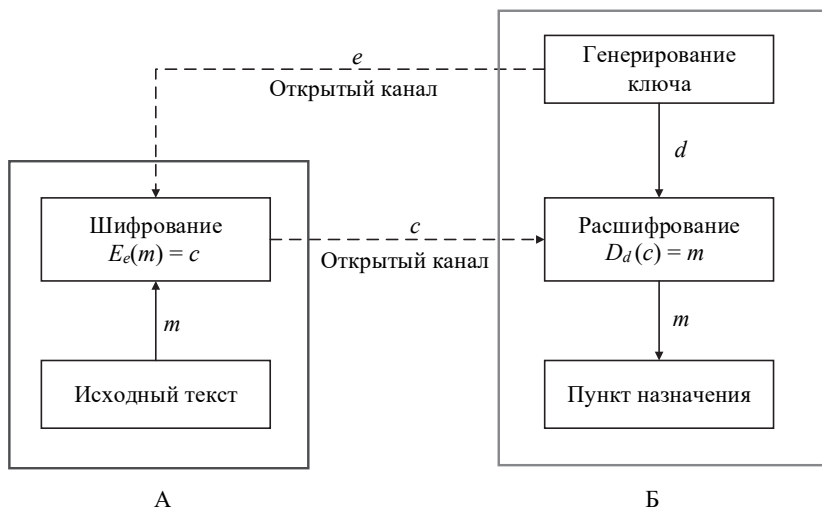 e
Открытый канал
Генерирование
ключа
d
Шифрование
Eₑ(m) = c
c
Открытый канал
Расшифрование
D_d (c) = m
m
m
Исходный текст
Пункт назначения
А
Б